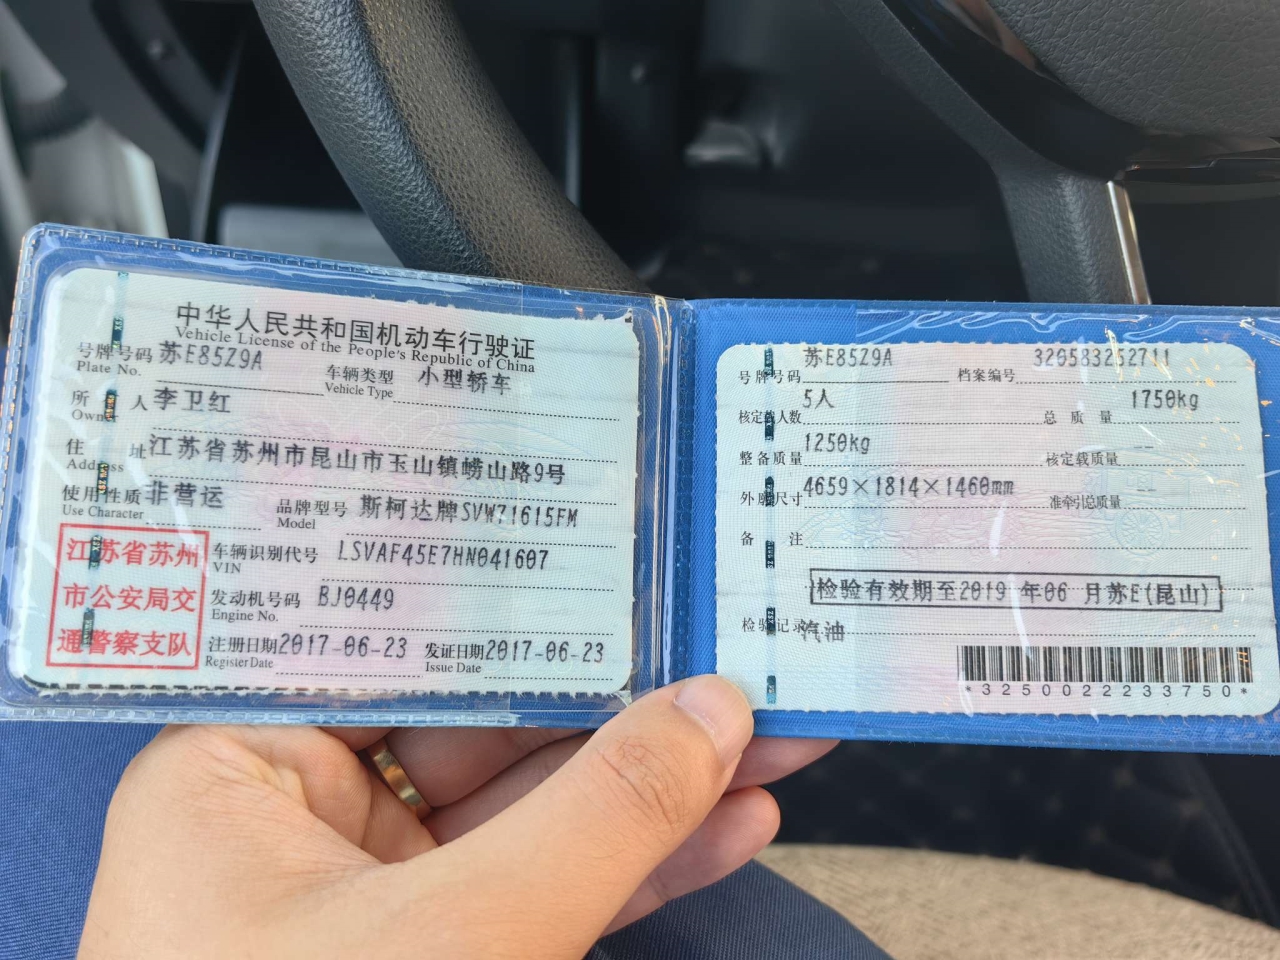 中华人民共和国机动车行驶证
Vehicle License of the People's Republic of China
号牌号码 苏E85Z9A 车辆类型 小型轿车
Plate No. Vehicle Type
所有人 李卫红
Owner
住址 江苏省苏州市昆山市玉山镇崂山路9号
Address
使用性质 非营运 品牌型号 斯柯达牌SVW71615FM
Use Character Model
江苏省苏州
市公安局交
通警察支队
车辆识别代号 LSVAF45E7HN041607
VIN
发动机号码 BJ0449
Engine No.
注册日期 2017-06-23 发证日期 2017-06-23
Register Date Issue Date
号牌号码 苏E85Z9A 档案编号 320583252711
核定载人数 5人 总质量 1750kg
整备质量 1250kg 核定载质量 --
外廓尺寸 4659×1814×1460mm 准牵引总质量 --
备注
检验有效期至2019年06月苏E(昆山)
检验记录 汽油
*3250022233750*